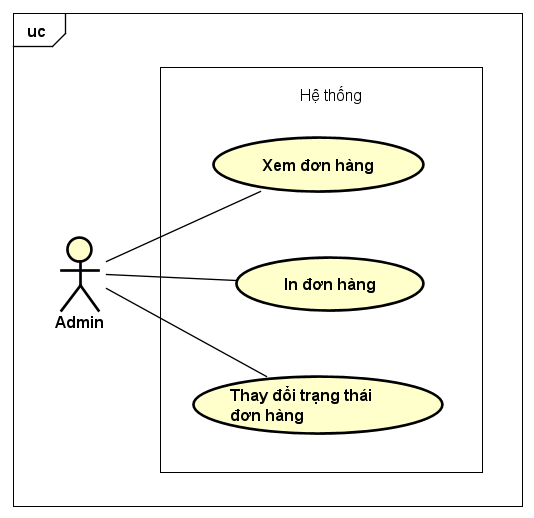 uc
Hệ thống
Xem đơn hàng
In đơn hàng
Admin
Thay đổi trạng thái
đơn hàng